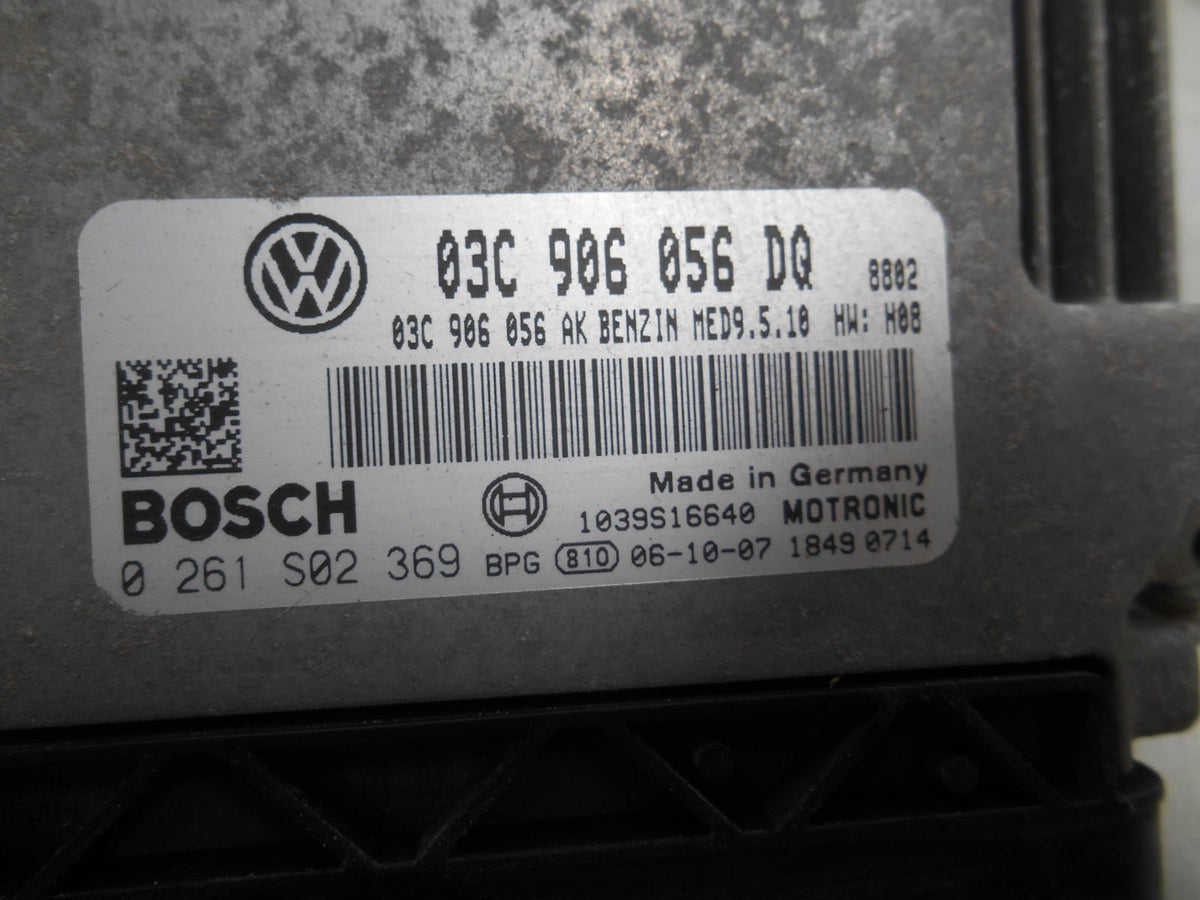 03C 906 056 DQ 8802
03C 906 056 AK BENZIN MED9.5.10 HW: H08
Made in Germany
BOSCH 1039S16640 MOTRONIC
0 261 S02 369 BPG 810 06-10-07 1849 0714